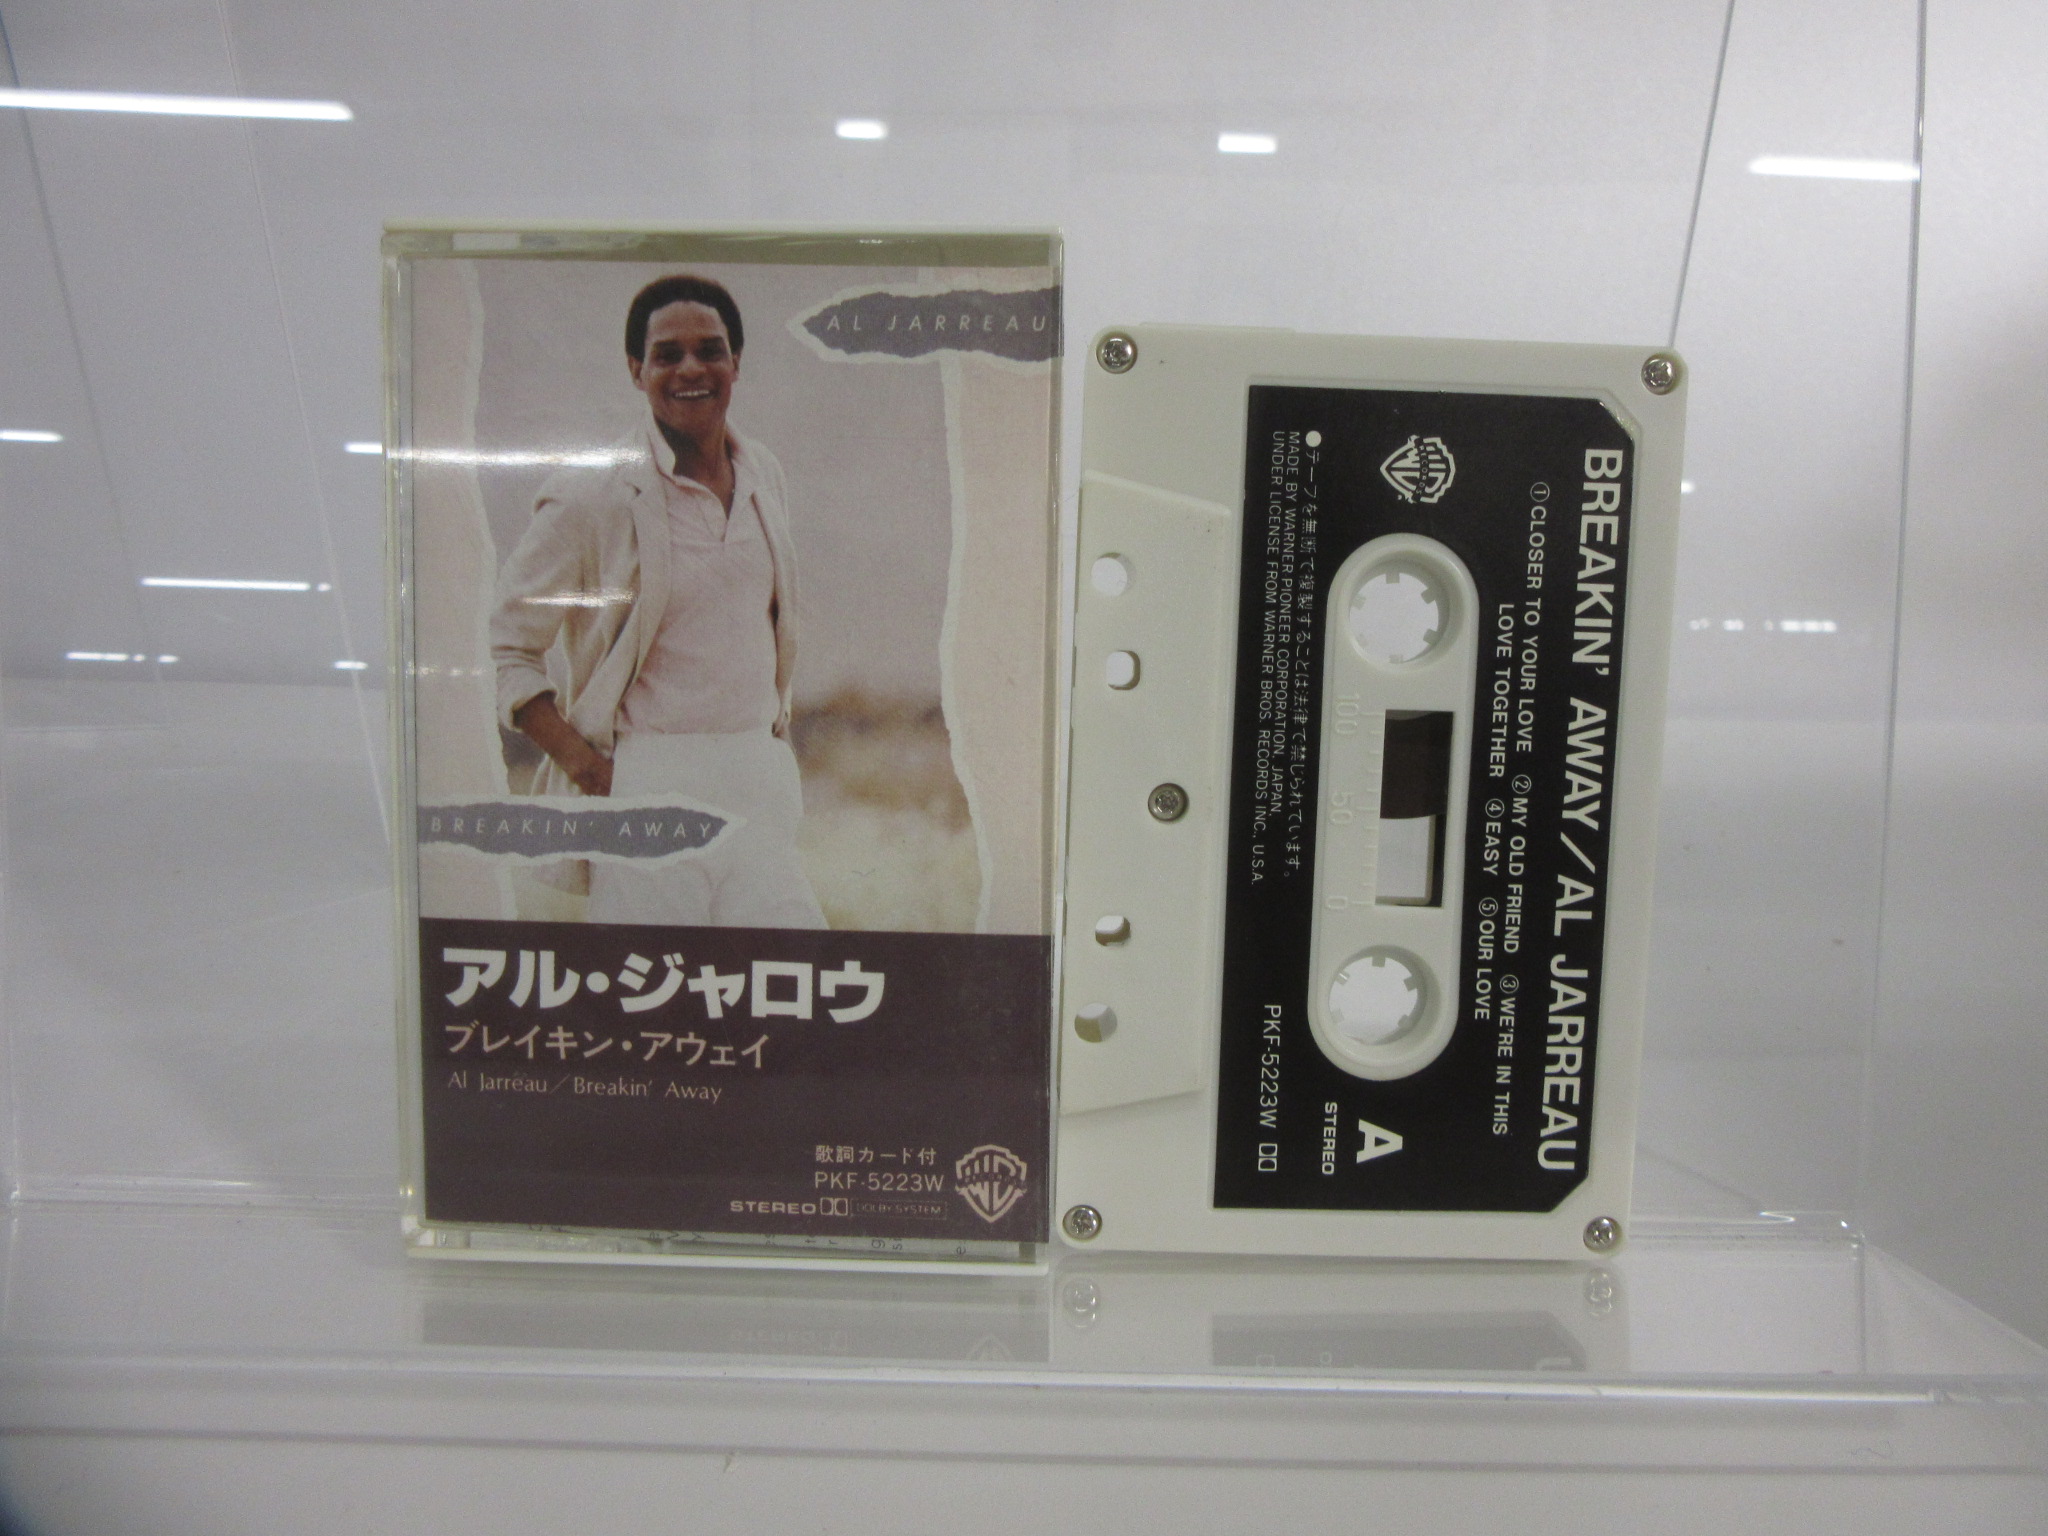 AL JARREAU
BREAKIN' AWAY
アル・ジャロウ
ブレイキン・アウェイ
Al Jarreau／Breakin' Away
歌詞カード付
PKF-5223W
STEREO
DOLBY SYSTEM
BREAKIN' AWAY／AL JARREAU
①CLOSER TO YOUR LOVE ②MY OLD FRIEND ③WE'RE IN THIS
LOVE TOGETHER ④EASY ⑤OUR LOVE
RECORDS
A
STEREO
100 50 0
●テープを無断で複製することは法律で禁じられています。
MADE BY WARNER PIONEER CORPORATION, JAPAN,
UNDER LICENSE FROM WARNER BROS. RECORDS INC., U.S.A.
PKF-5223W